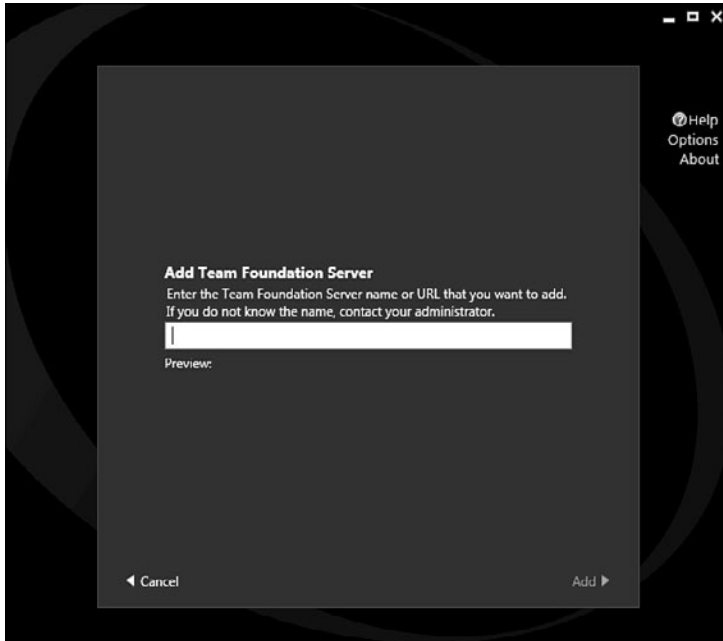 Help
Options
About
Add Team Foundation Server
Enter the Team Foundation Server name or URL that you want to add.
If you do not know the name, contact your administrator.
Preview:
Cancel
Add